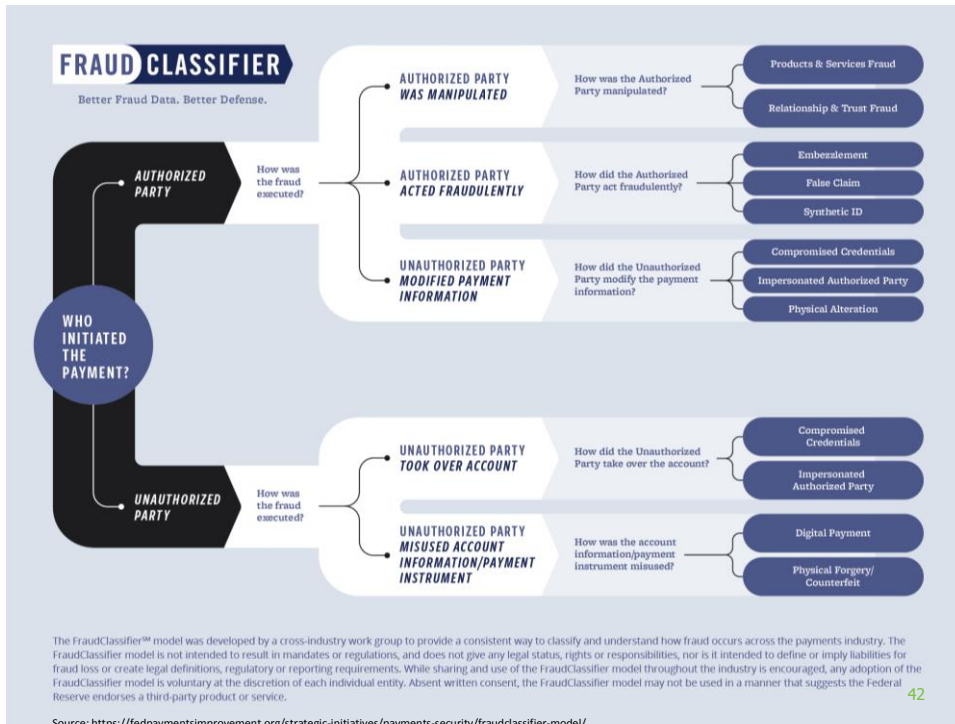 FRAUD CLASSIFIER
Better Fraud Data. Better Defense.
WHO
INITIATED
THE
PAYMENT?
AUTHORIZED
PARTY
How was
the fraud
executed?
AUTHORIZED PARTY
WAS MANIPULATED
How was the Authorized
Party manipulated?
Products & Services Fraud
Relationship & Trust Fraud
AUTHORIZED PARTY
ACTED FRAUDULENTLY
How did the Authorized
Party act fraudulently?
Embezzlement
False Claim
Synthetic ID
UNAUTHORIZED PARTY
MODIFIED PAYMENT
INFORMATION
How did the Unauthorized
Party modify the payment
information?
Compromised Credentials
Impersonated Authorized Party
Physical Alteration
UNAUTHORIZED
PARTY
How was
the fraud
executed?
UNAUTHORIZED PARTY
TOOK OVER ACCOUNT
How did the Unauthorized
Party take over the account?
Compromised
Credentials
Impersonated
Authorized Party
UNAUTHORIZED PARTY
MISUSED ACCOUNT
INFORMATION/PAYMENT
INSTRUMENT
How was the account
information/payment
instrument misused?
Digital Payment
Physical Forgery/
Counterfeit
The FraudClassifier℠ model was developed by a cross-industry work group to provide a consistent way to classify and understand how fraud occurs across the payments industry. The
FraudClassifier model is not intended to result in mandates or regulations, and does not give any legal status, rights or responsibilities, nor is it intended to define or imply liabilities for
fraud loss or create legal definitions, regulatory or reporting requirements. While sharing and use of the FraudClassifier model throughout the industry is encouraged, any adoption of the
FraudClassifier model is voluntary at the discretion of each individual entity. Absent written consent, the FraudClassifier model may not be used in a manner that suggests the Federal
Reserve endorses a third-party product or service.
42
Source: https://fedpaymentsimprovement.org/strategic-initiatives/payments-security/fraudclassifier-model/